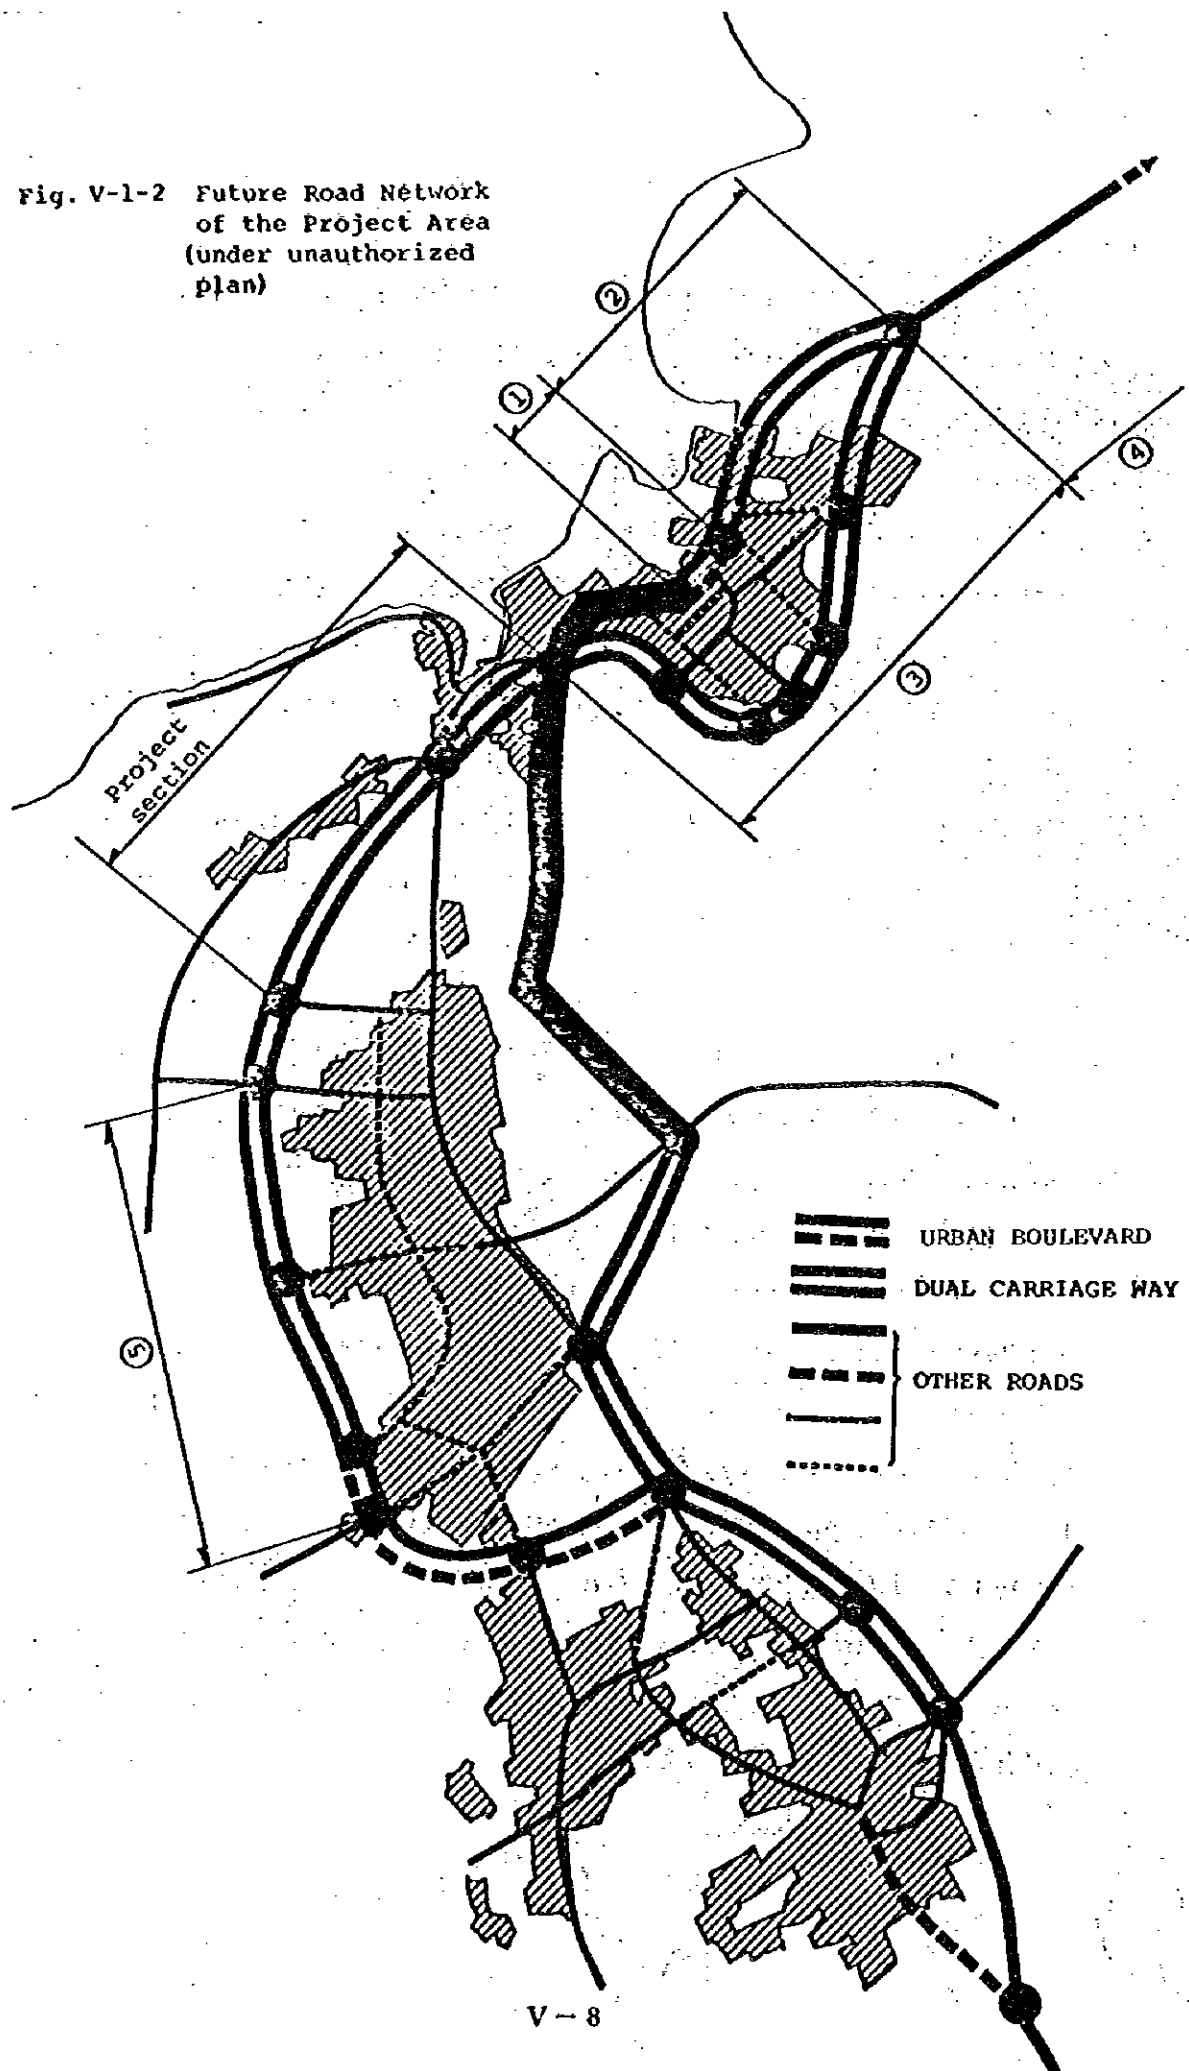 Fig. V-1-2 Future Road Network
of the Project Area
(under unauthorized
plan)
②
①
④
③
Project
section
URBAN BOULEVARD
DUAL CARRIAGE WAY
⑤
OTHER ROADS
V - 8